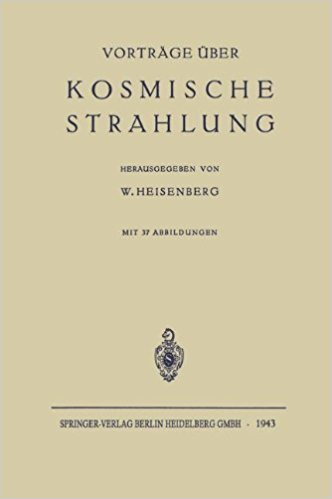 VORTRÄGE ÜBER
KOSMISCHE
STRAHLUNG
HERAUSGEGEBEN VON
W. HEISENBERG
MIT 37 ABBILDUNGEN
SPRINGER-VERLAG BERLIN HEIDELBERG GMBH · 1943